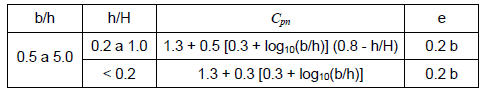 b/h h/H Cpn e
0.5 a 5.0 0.2 a 1.0 1.3 + 0.5 [0.3 + log10(b/h)] (0.8 - h/H) 0.2 b
< 0.2 1.3 + 0.3 [0.3 + log10(b/h)] 0.2 b